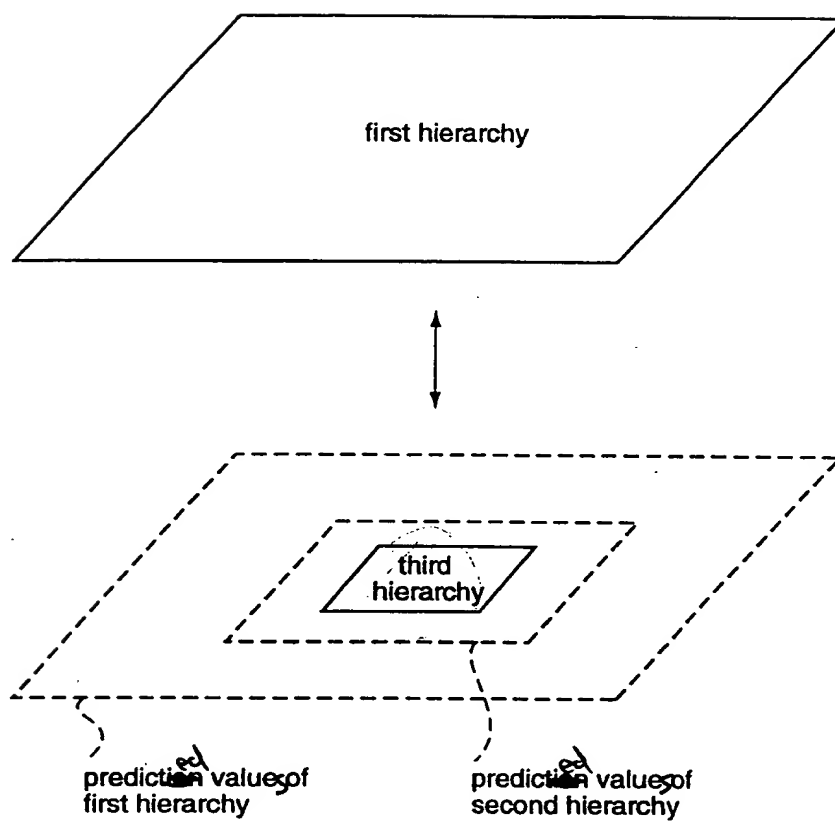 first hierarchy
third
hierarchy
predicted values of
first hierarchy
predicted values of
second hierarchy